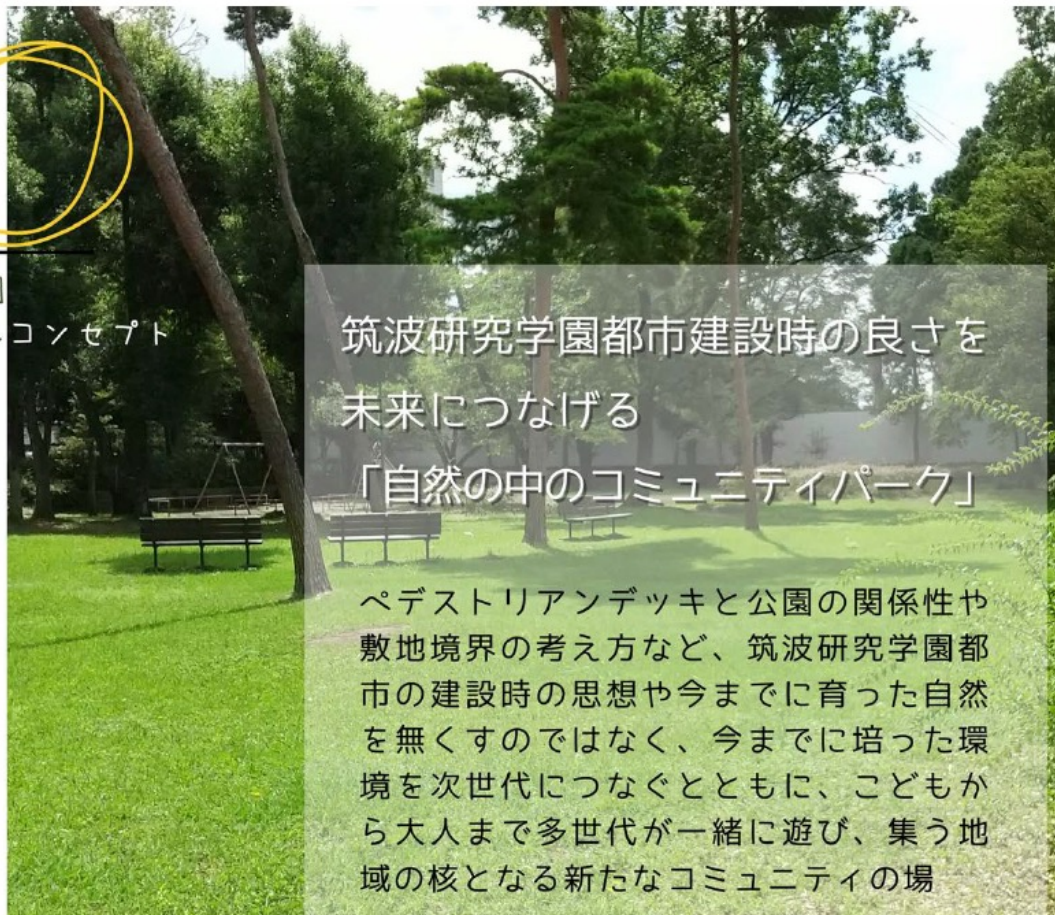 コンセプト
筑波研究学園都市建設時の良さを
未来につなげる
「自然の中のコミュニティパーク」
ペデストリアンデッキと公園の関係性や
敷地境界の考え方など、筑波研究学園都
市の建設時の思想や今までに育った自然
を無くすのではなく、今までに培った環
境を次世代につなぐとともに、こどもか
ら大人まで多世代が一緒に遊び、集う地
域の核となる新たなコミュニティの場